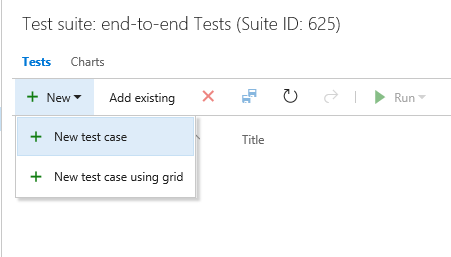 Test suite: end-to-end Tests (Suite ID: 625)
Tests Charts
New Add existing Run
New test case
Title
New test case using grid